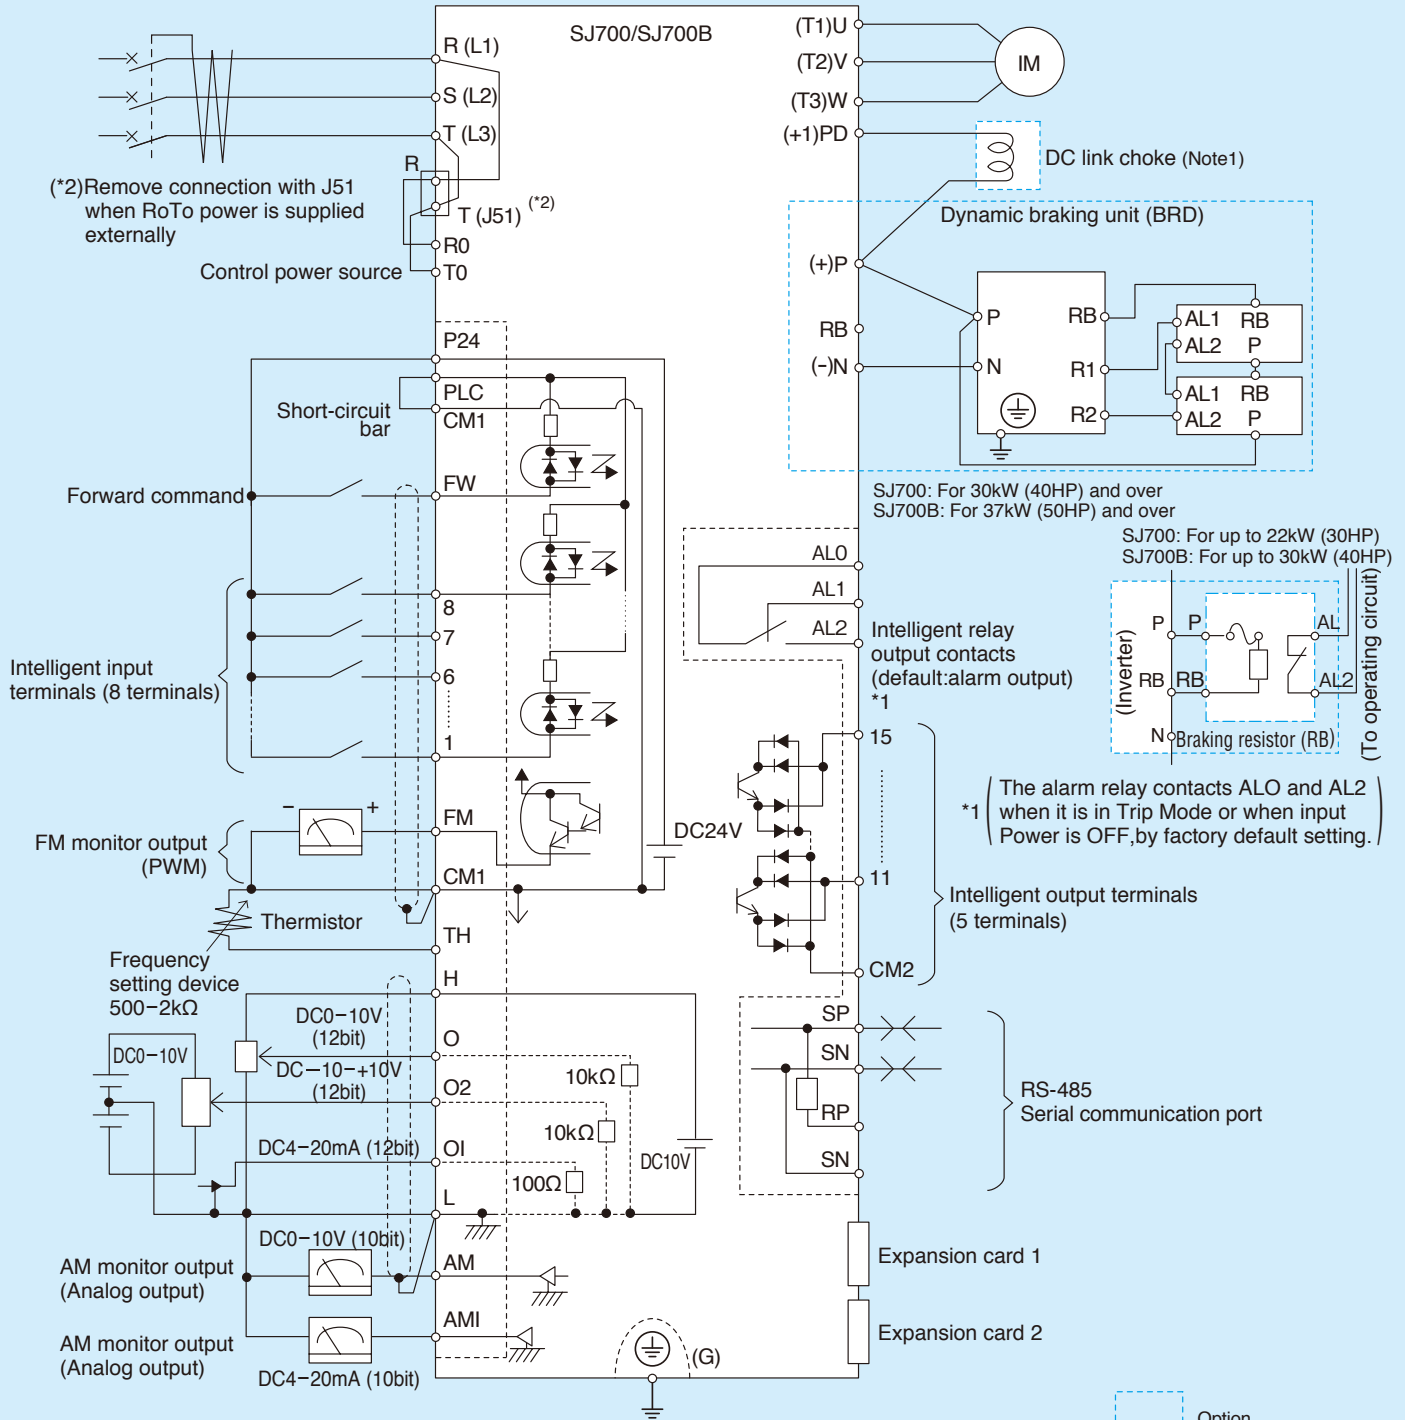 SJ700/SJ700B
R (L1)
S (L2)
T (L3)
R
T (J51) (*2)
R0
T0
(*2)Remove connection with J51
when RoTo power is supplied
externally
Control power source
(T1)U
(T2)V
(T3)W
(+1)PD
IM
DC link choke (Note1)
Dynamic braking unit (BRD)
(+)P
RB
(-)N
P
N
RB
R1
R2
AL1 RB
AL2 P
AL1 RB
AL2 P
SJ700: For 30kW (40HP) and over
SJ700B: For 37kW (50HP) and over
SJ700: For up to 22kW (30HP)
SJ700B: For up to 30kW (40HP)
(Inverter)
P
RB
N
P
RB
AL
AL2
Braking resistor (RB)
(To operating circuit)
P24
PLC
CM1
Short-circuit
bar
Forward command
FW
8
7
6
1
Intelligent input
terminals (8 terminals)
AL0
AL1
AL2
Intelligent relay
output contacts
(default:alarm output)
*1
*1
The alarm relay contacts ALO and AL2
when it is in Trip Mode or when input
Power is OFF,by factory default setting.
15
11
CM2
Intelligent output terminals
(5 terminals)
− +
FM monitor output
(PWM)
FM
CM1
DC24V
Thermistor
TH
Frequency
setting device
500−2kΩ
H
DC0−10V
(12bit)
O
DC−10−+10V
(12bit)
O2
DC0−10V
DC4−20mA (12bit)
OI
L
10kΩ
10kΩ
100Ω
DC10V
SP
SN
RP
SN
RS-485
Serial communication port
DC0−10V (10bit)
AM monitor output
(Analog output)
AM
AM monitor output
(Analog output)
AMI
DC4−20mA (10bit)
(G)
Expansion card 1
Expansion card 2
Option